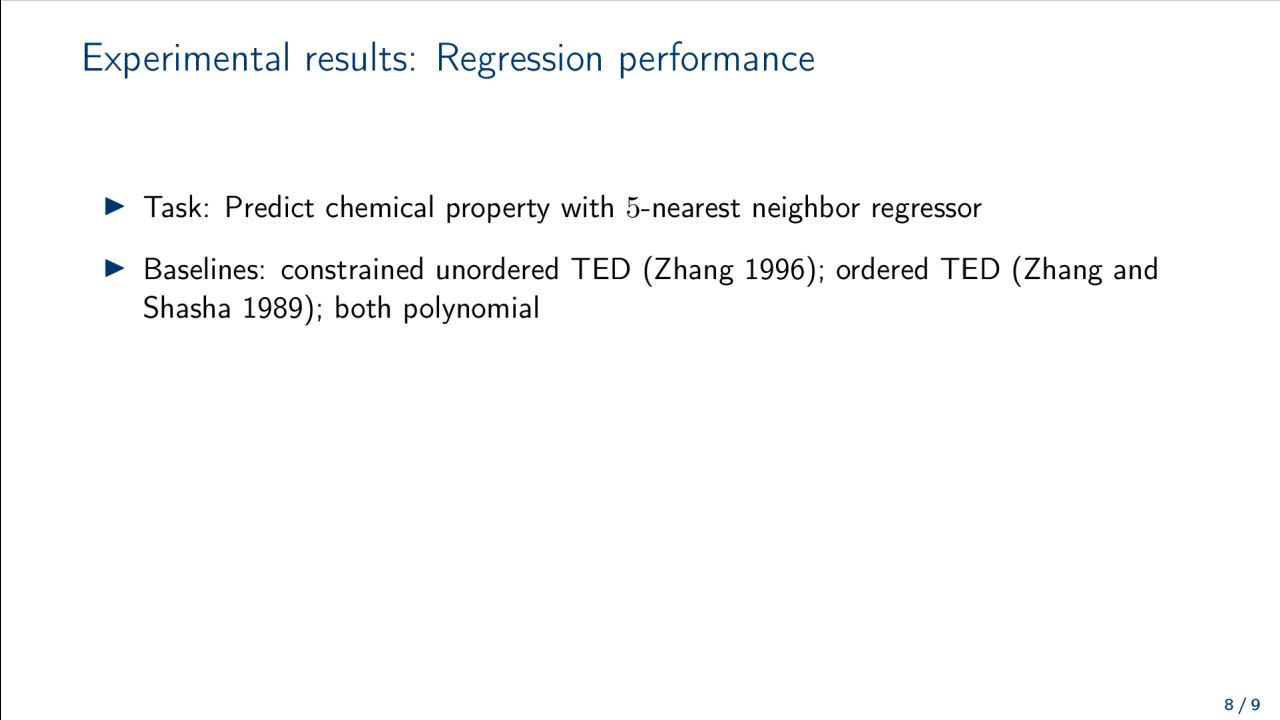 Experimental results: Regression performance
Task: Predict chemical property with 5-nearest neighbor regressor
Baselines: constrained unordered TED (Zhang 1996); ordered TED (Zhang and
Shasha 1989); both polynomial
8 / 9